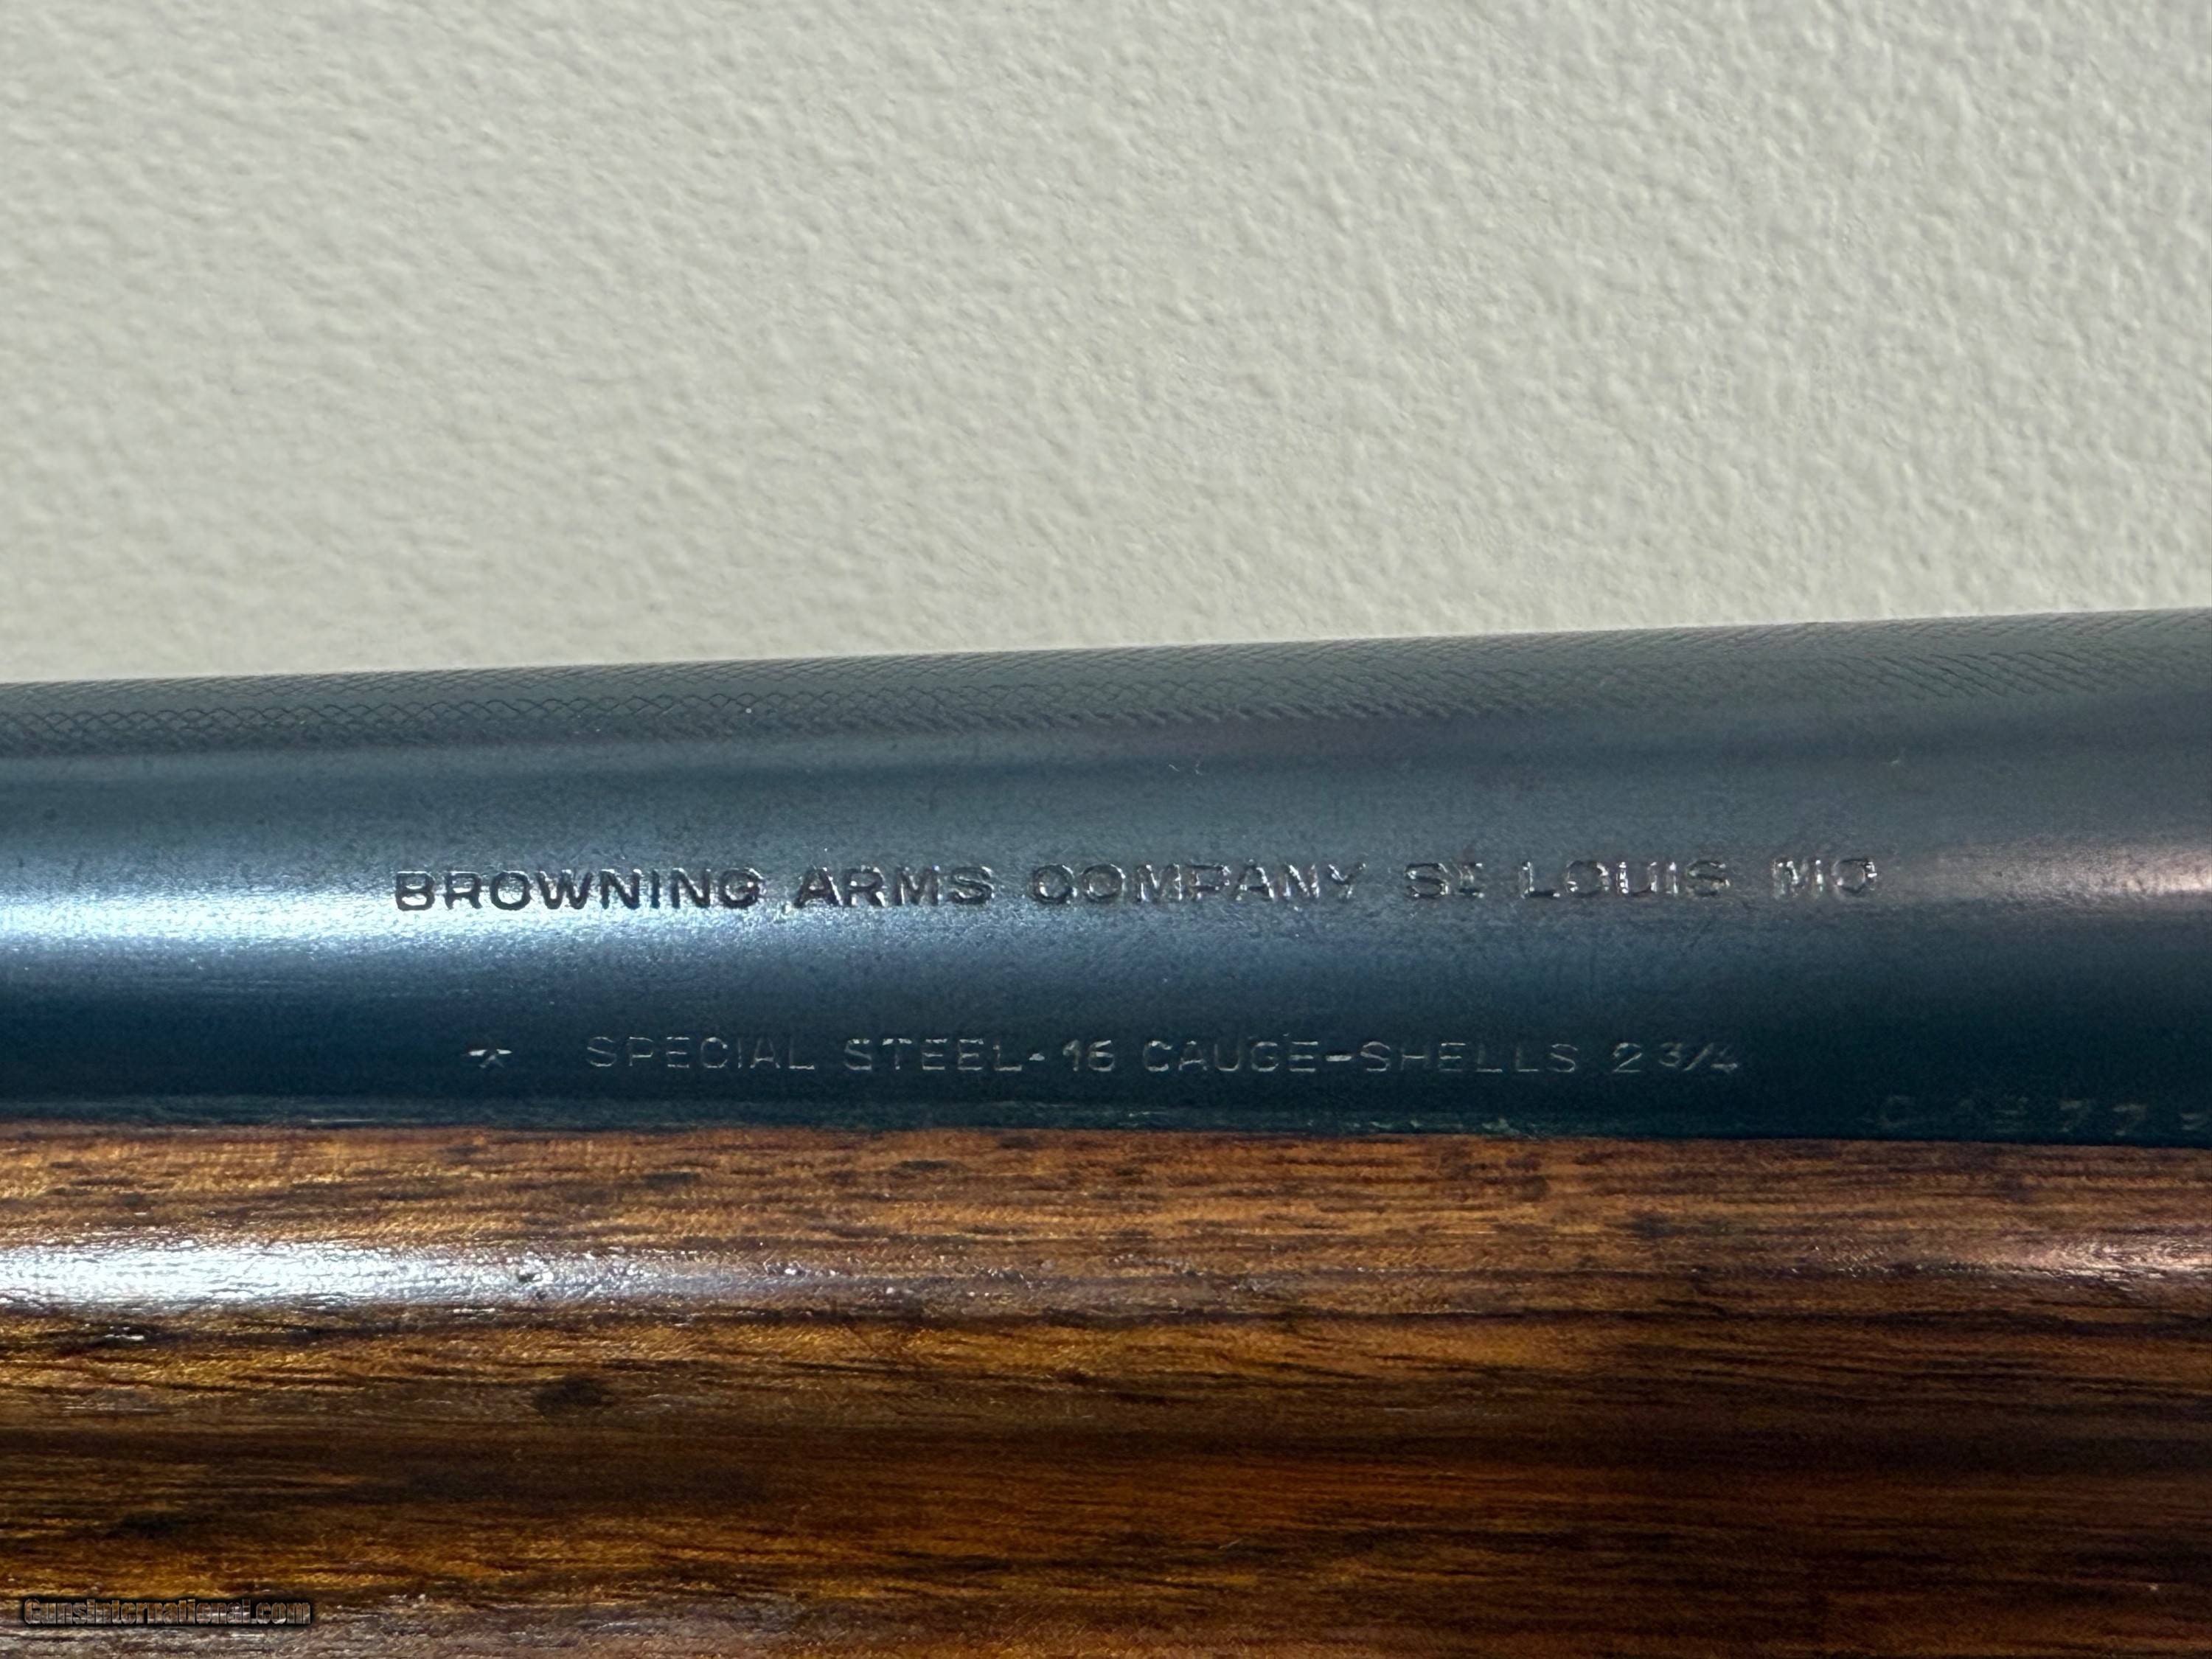 BROWNING ARMS COMPANY ST LOUIS MO
SPECIAL STEEL-16 GAUGE-SHELLS 2 3/4
GunsInternational.com